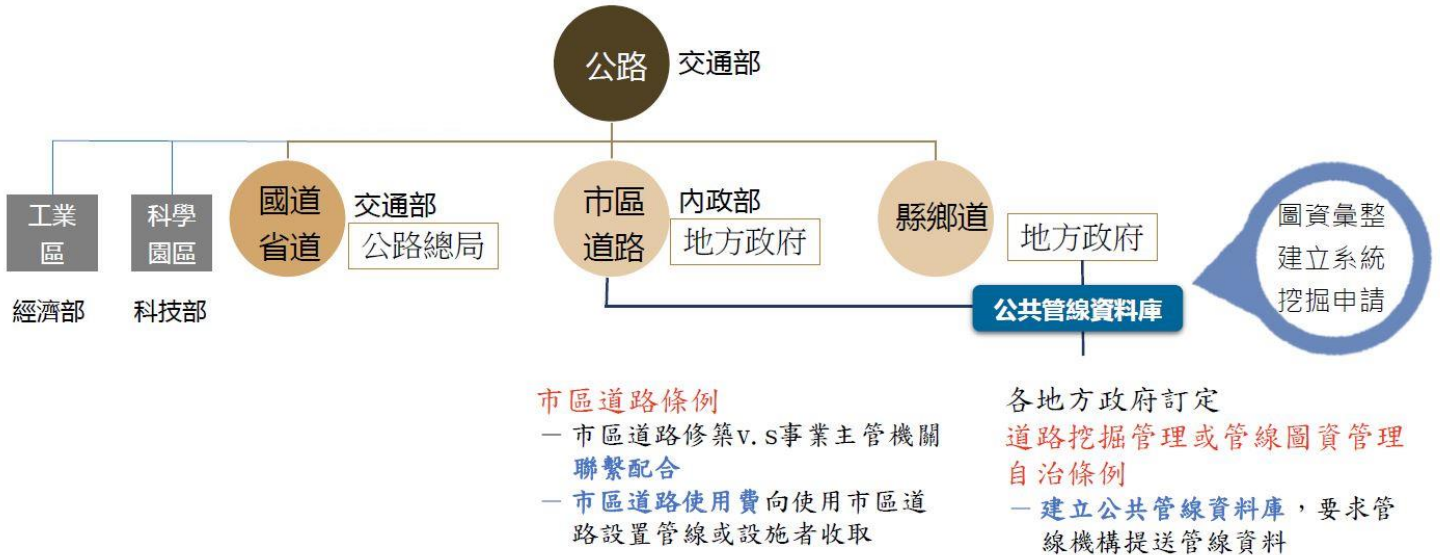 公路
交通部
工業
區
經濟部
科學
園區
科技部
國道
省道
交通部
公路總局
市區
道路
內政部
地方政府
縣鄉道
地方政府
公共管線資料庫
圖資彙整
建立系統
挖掘申請
市區道路條例
－市區道路修築v.s事業主管機關
聯繫配合
－市區道路使用費向使用市區道
路設置管線或設施者收取
各地方政府訂定
道路挖掘管理或管線圖資管理
自治條例
－建立公共管線資料庫，要求管
線機構提送管線資料